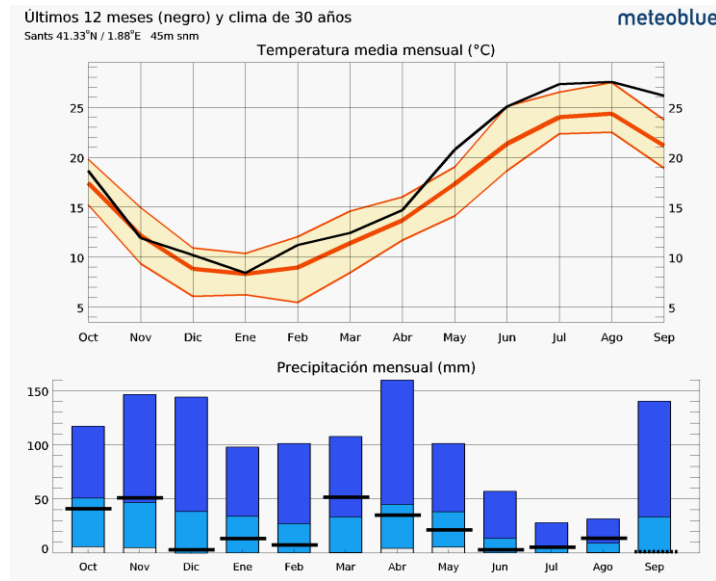 Últimos 12 meses (negro) y clima de 30 años
meteoblue
Sants 41.33°N / 1.88°E 45m snm
Temperatura media mensual (°C)
25 25
20 20
15 15
10 10
5 5
Oct Nov Dic Ene Feb Mar Abr May Jun Jul Ago Sep
Precipitación mensual (mm)
150
100
50
0
Oct Nov Dic Ene Feb Mar Abr May Jun Jul Ago Sep